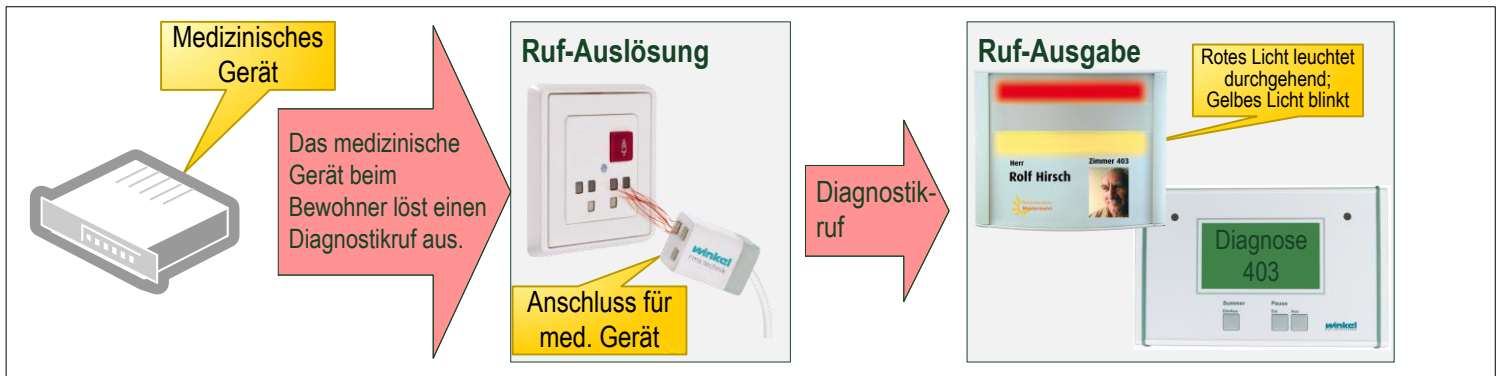 Medizinisches
Gerät
Das medizinische
Gerät beim
Bewohner löst einen
Diagnostikruf aus.
Ruf-Auslösung
winkel
Anschluss für
med. Gerät
Diagnostik-
ruf
Ruf-Ausgabe
Rotes Licht leuchtet
durchgehend;
Gelbes Licht blinkt
Herr
Rolf Hirsch
Zimmer 403
Diagnose
403
Summer
Pause
Ein Aus
winkel